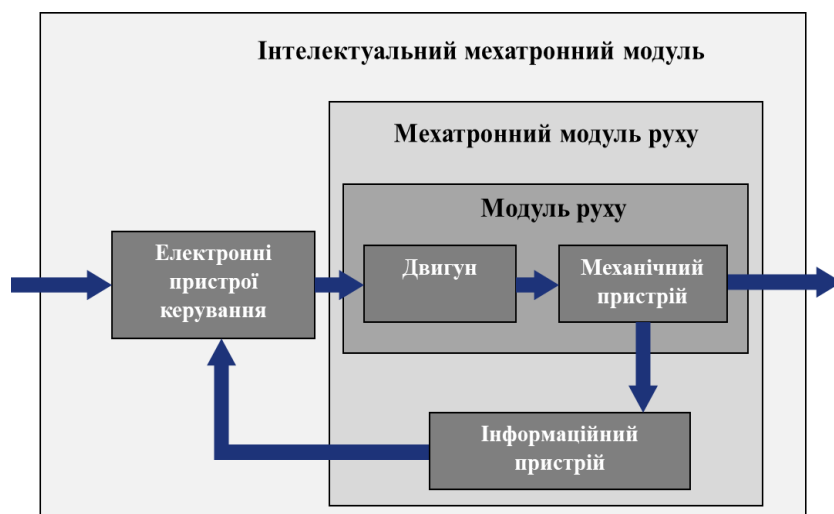 Інтелектуальний мехатронний модуль
Мехатронний модуль руху
Модуль руху
Електронні
пристрої
керування
Двигун
Механічний
пристрій
Інформаційний
пристрій